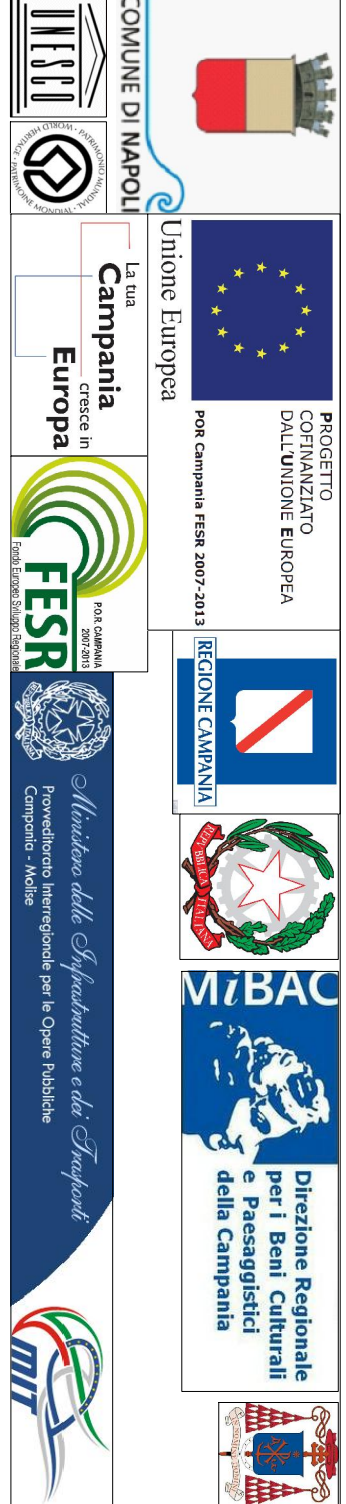 COMUNE DI NAPOLI
UNESCO
WORLD HERITAGE · PATRIMONIO MUNDIAL · PATRIMOINE MONDIAL ·
PROGETTO
COFINANZIATO
DALL'UNIONE EUROPEA
POR Campania FESR 2007-2013
Unione Europea
La tua
Campania
cresce in
Europa
P.O.R. CAMPANIA
2007-2013
FESR
Fondo Europeo Sviluppo Regionale
REGIONE CAMPANIA
REPVBBLICA ITALIANA
Ministero delle Infrastrutture e dei Trasporti
Provveditorato Interregionale per le Opere Pubbliche
Campania - Molise
MiBAC
Direzione Regionale
per i Beni Culturali
e Paesaggistici
della Campania
MIT